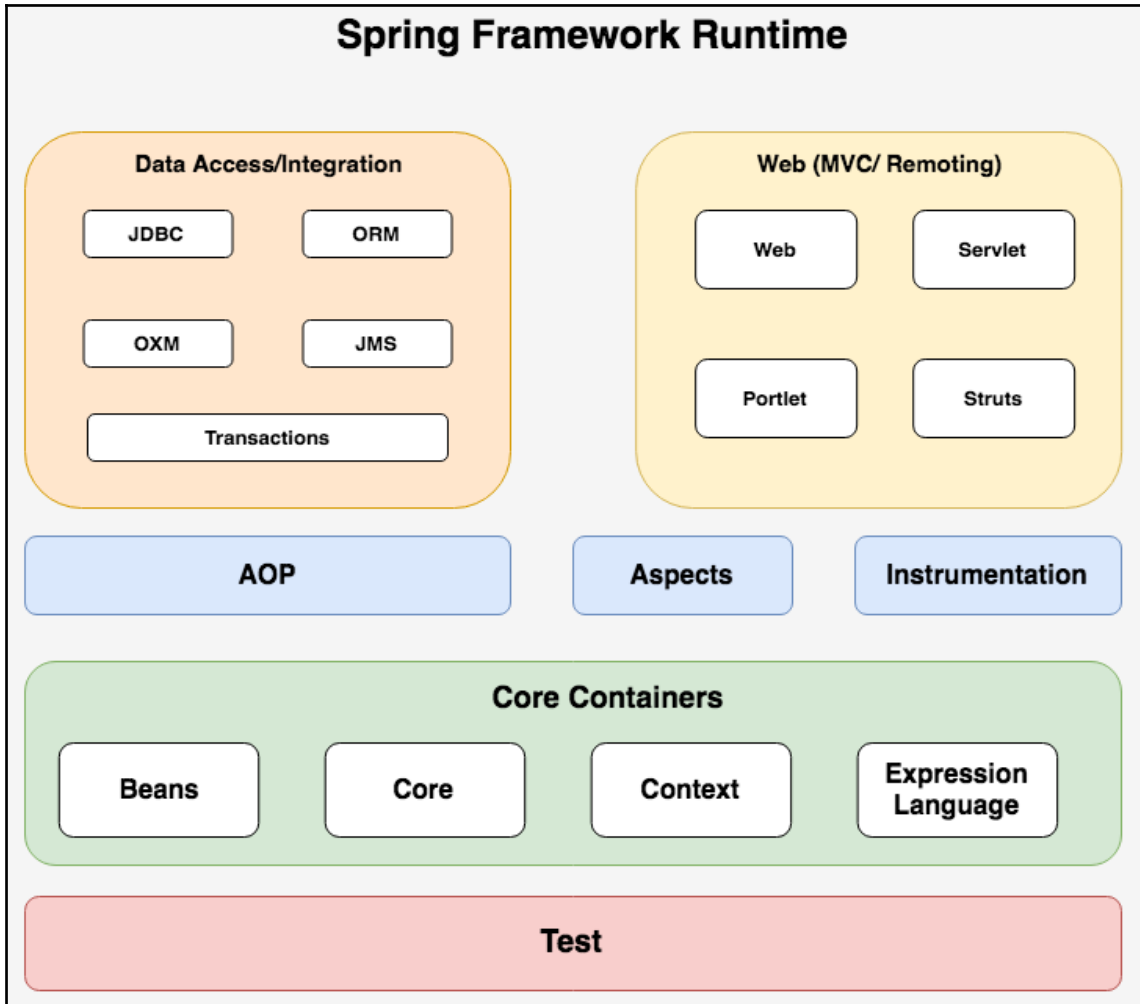 Spring Framework Runtime
Data Access/Integration
JDBC
ORM
OXM
JMS
Transactions
Web (MVC/ Remoting)
Web
Servlet
Portlet
Struts
AOP
Aspects
Instrumentation
Core Containers
Beans
Core
Context
Expression
Language
Test